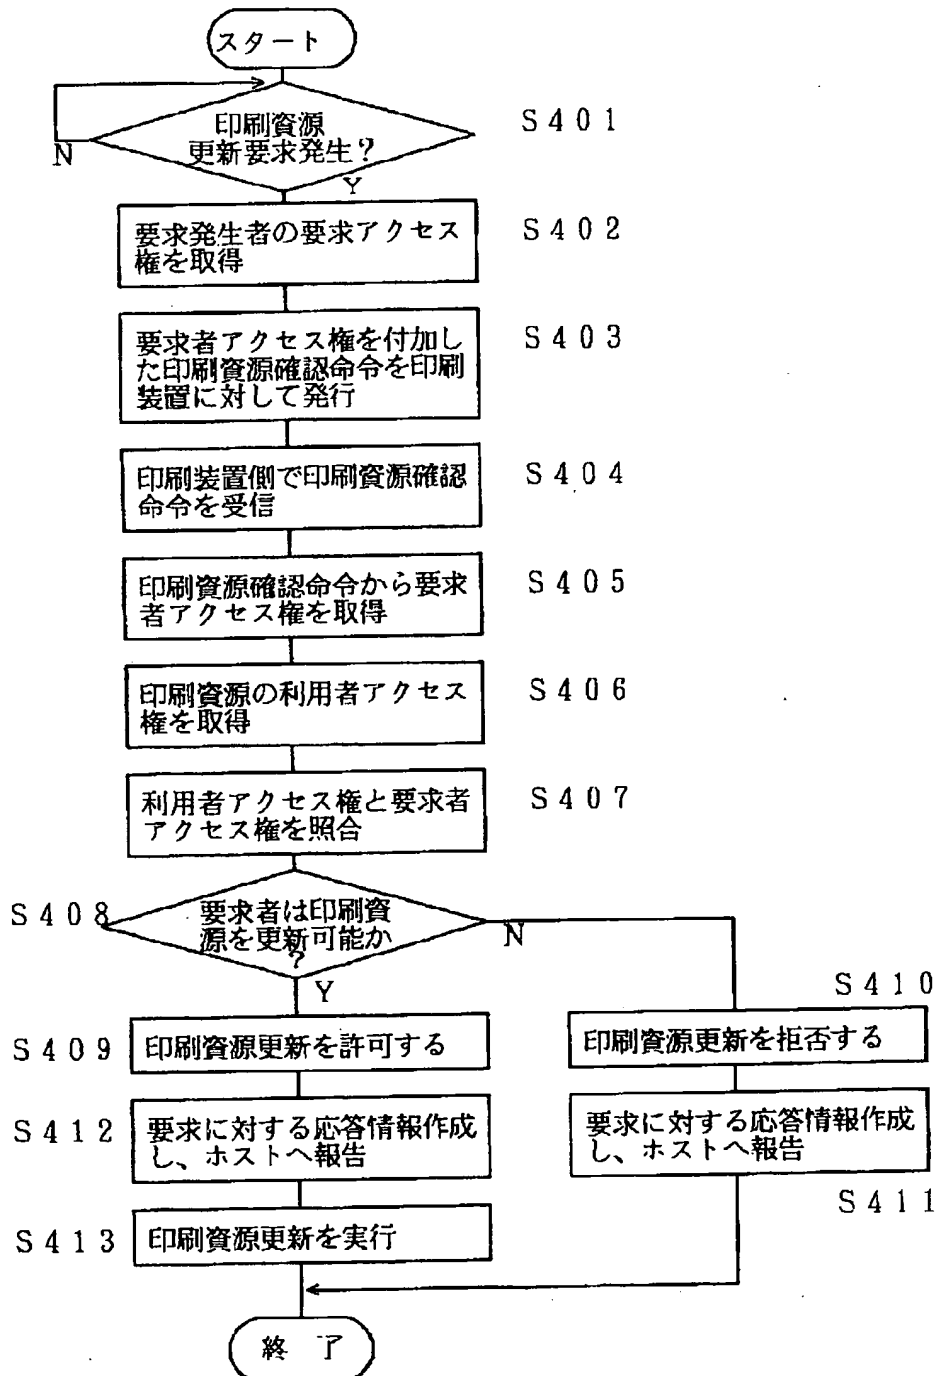 スタート
印刷資源
更新要求発生?
S401
N
Y
要求発生者の要求アクセス
権を取得
S402
要求者アクセス権を付加し
た印刷資源確認命令を印刷
装置に対して発行
S403
印刷装置側で印刷資源確認
命令を受信
S404
印刷資源確認命令から要求
者アクセス権を取得
S405
印刷資源の利用者アクセス
権を取得
S406
利用者アクセス権と要求者
アクセス権を照合
S407
S408
要求者は印刷資
源を更新可能か
?
N
Y
S410
S409
印刷資源更新を許可する
印刷資源更新を拒否する
S412
要求に対する応答情報作成
し、ホストへ報告
要求に対する応答情報作成
し、ホストへ報告
S411
S413
印刷資源更新を実行
終 了